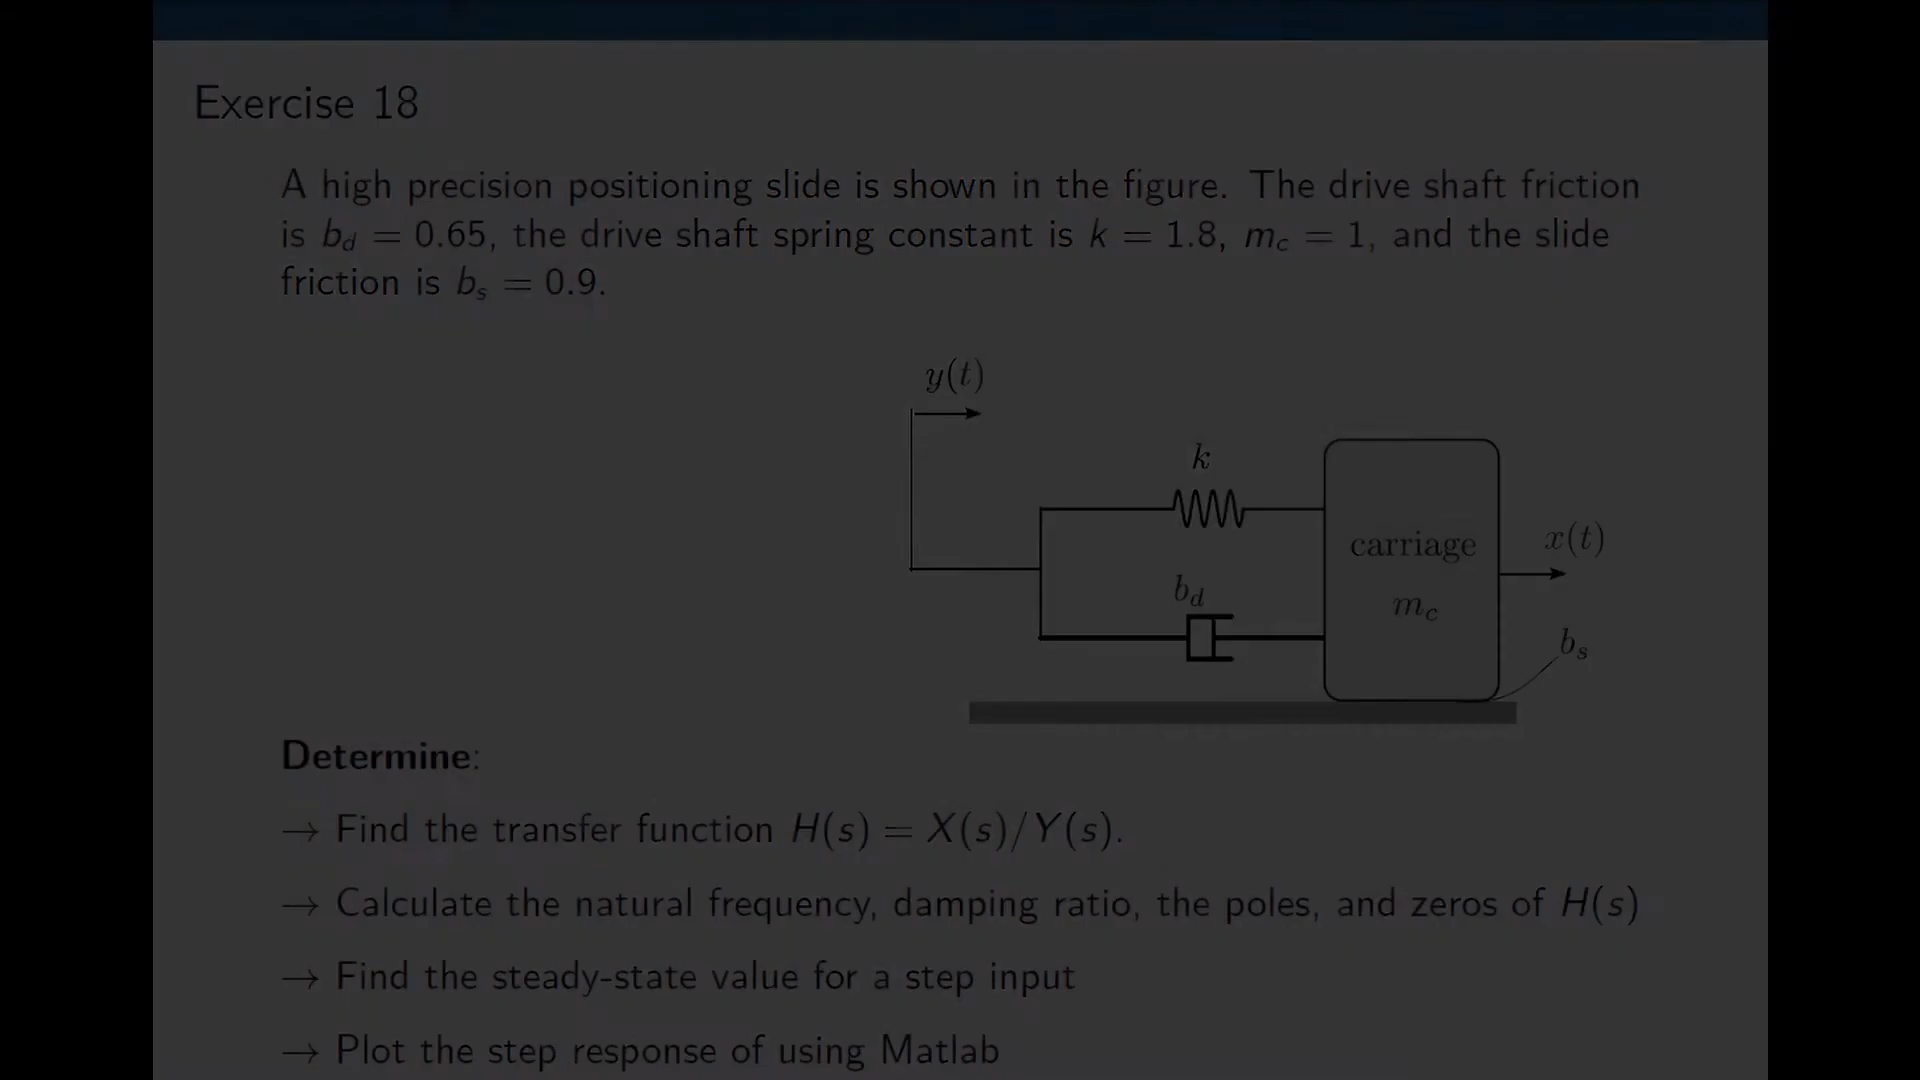 Exercise 18
A high precision positioning slide is shown in the figure. The drive shaft friction
is b_d = 0.65, the drive shaft spring constant is k = 1.8, m_c = 1, and the slide
friction is b_s = 0.9.
y(t)
k
carriage
x(t)
b_d
m_c
b_s
Determine:
→ Find the transfer function H(s) = X(s)/Y(s).
→ Calculate the natural frequency, damping ratio, the poles, and zeros of H(s)
→ Find the steady-state value for a step input
→ Plot the step response of using Matlab